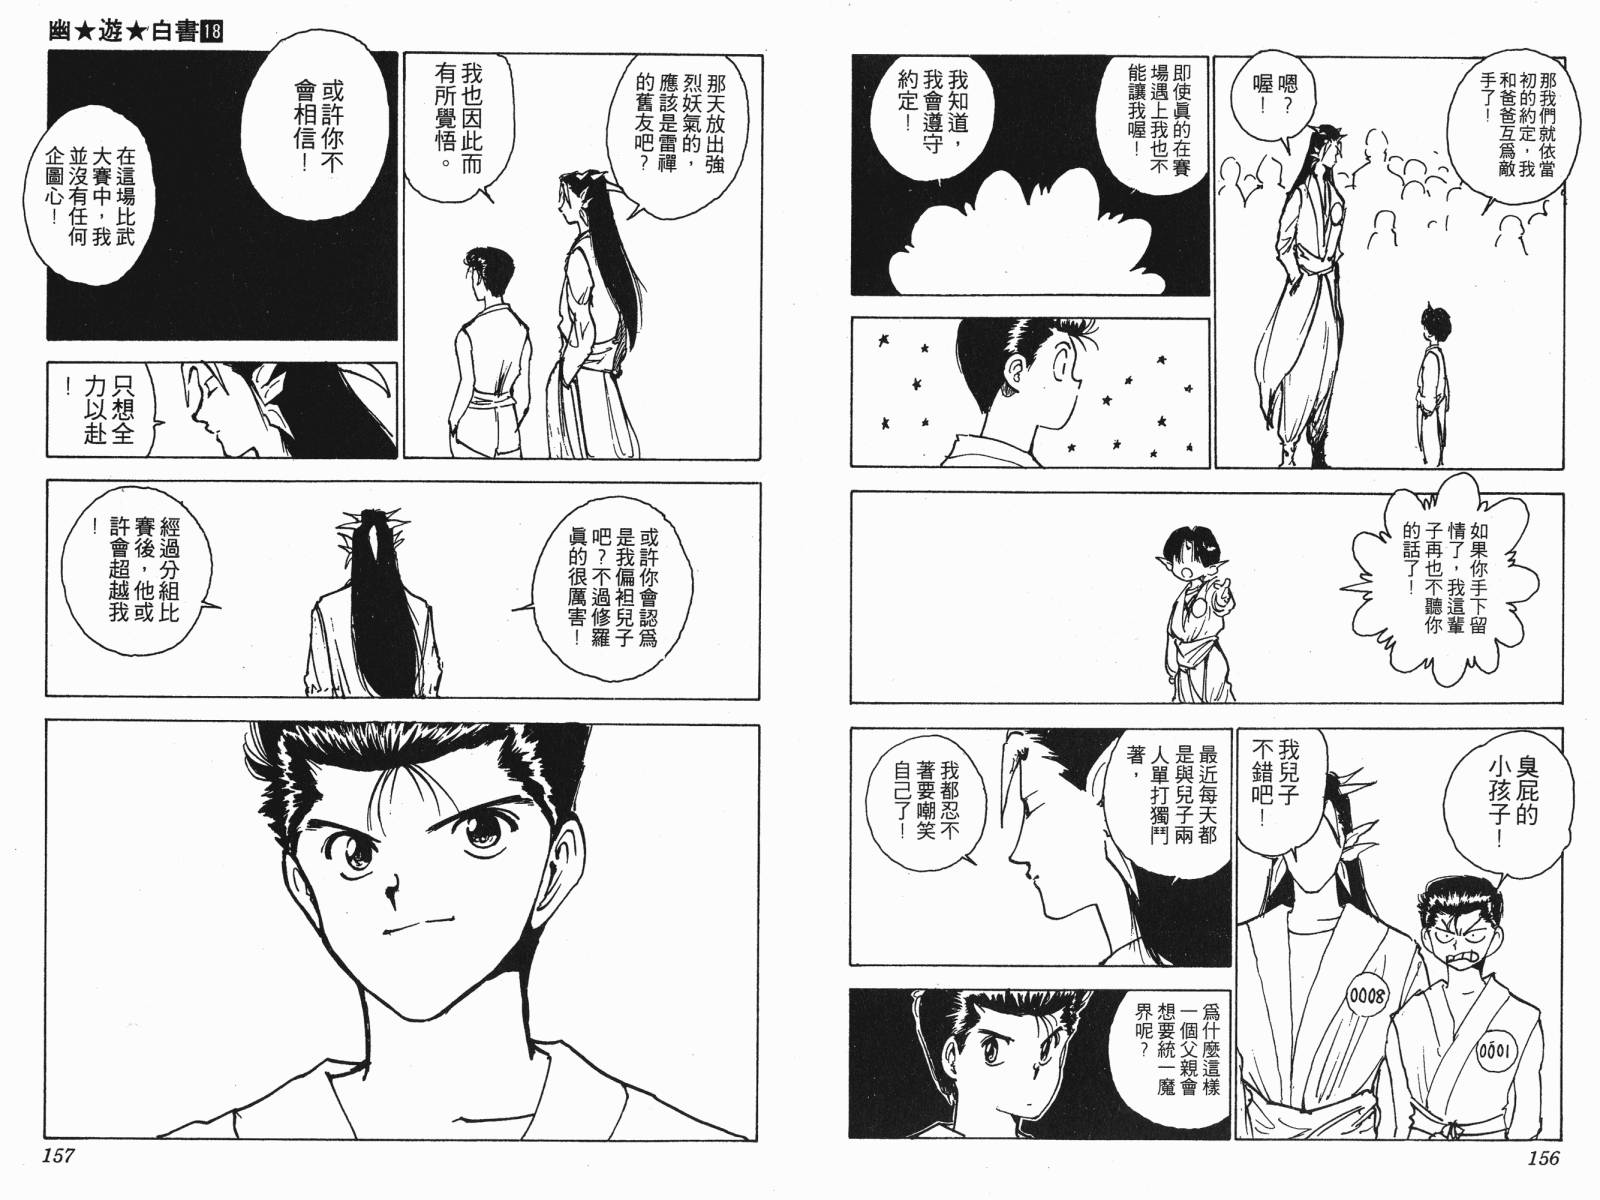 那我們就依當
初的約定，我
和爸爸互為敵
手了！
嗯？
喔！
即使真的在賽
場遇上我也不
能讓我喔！
我知道，
我會遵守
約定！
如果你手下留
情了，我這輩
子再也不聽你
的話了！
臭屁的
小孩子！
我兒子
不錯吧！
0008
0001
最近每天都
是與兒子兩
人單打獨鬥
著，
我都忍不
著要嘲笑
自己了！
為什麼這樣
一個父親會
想要統一魔
界呢？
156
幽★遊★白書18
那天放出強
烈妖氣的，
應該是雷禪
的舊友吧？
我也因此而
有所覺悟。
或許你不
會相信！
在這場比武
大賽中，我
並沒有任何
企圖心！
只想全
力以赴
！
或許你會認為
是我偏袒兒子
吧？不過修羅
真的很厲害！
經過分組比
賽後，他或
許會超越我
！
157